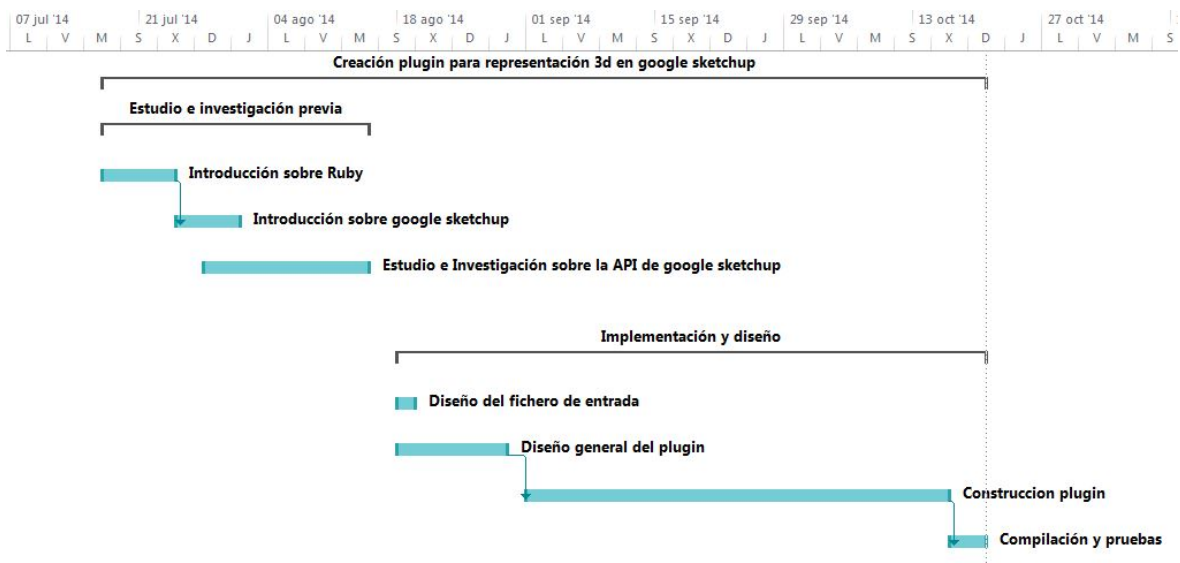 07 jul '14 21 jul '14 04 ago '14 18 ago '14 01 sep '14 15 sep '14 29 sep '14 13 oct '14 27 oct '14
L V M S X D J L V M S X D J L V M S X D J L V M S X D J L V M S
Creación plugin para representación 3d en google sketchup
Estudio e investigación previa
Introducción sobre Ruby
Introducción sobre google sketchup
Estudio e Investigación sobre la API de google sketchup
Implementación y diseño
Diseño del fichero de entrada
Diseño general del plugin
Construccion plugin
Compilación y pruebas